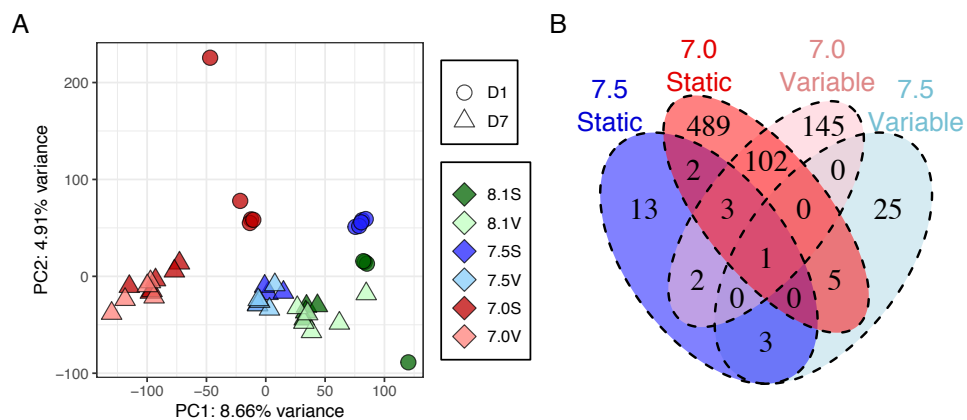 A
200
100
0
−100
PC2: 4.91% variance
−100
−50
0
50
100
PC1: 8.66% variance
D1
D7
8.1S
8.1V
7.5S
7.5V
7.0S
7.0V
B
7.5
Static
7.0
Static
7.0
Variable
7.5
Variable
489
145
2
102
0
13
3
0
25
2
0
1
0
5
3